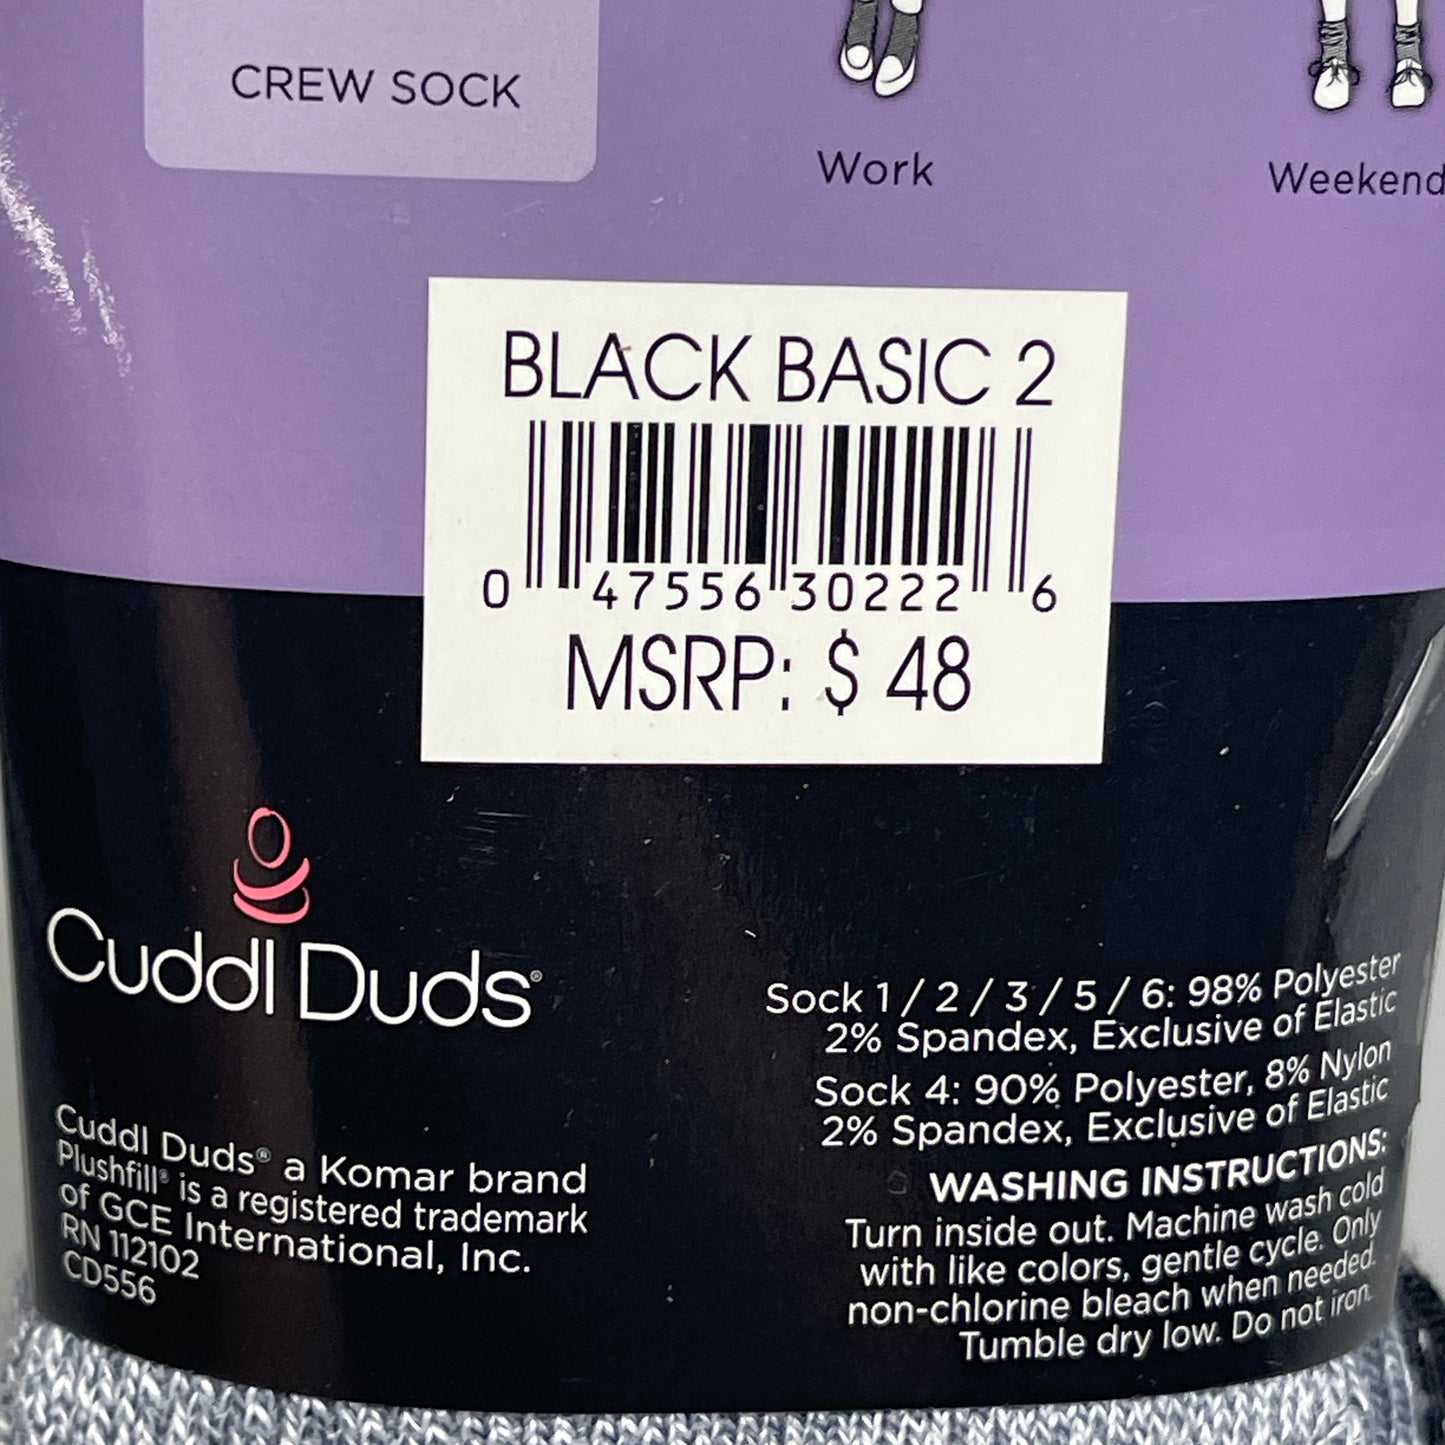 CREW SOCK
Work
Weekend
BLACK BASIC 2
0 47556 30222 6
MSRP: $ 48
Cuddl Duds®
Cuddl Duds® a Komar brand
Plushfill® is a registered trademark
of GCE International, Inc.
RN 112102
CD556
Sock 1 / 2 / 3 / 5 / 6: 98% Polyester
2% Spandex, Exclusive of Elastic
Sock 4: 90% Polyester, 8% Nylon
2% Spandex, Exclusive of Elastic
WASHING INSTRUCTIONS:
Turn inside out. Machine wash cold
with like colors, gentle cycle. Only
non-chlorine bleach when needed.
Tumble dry low. Do not iron.